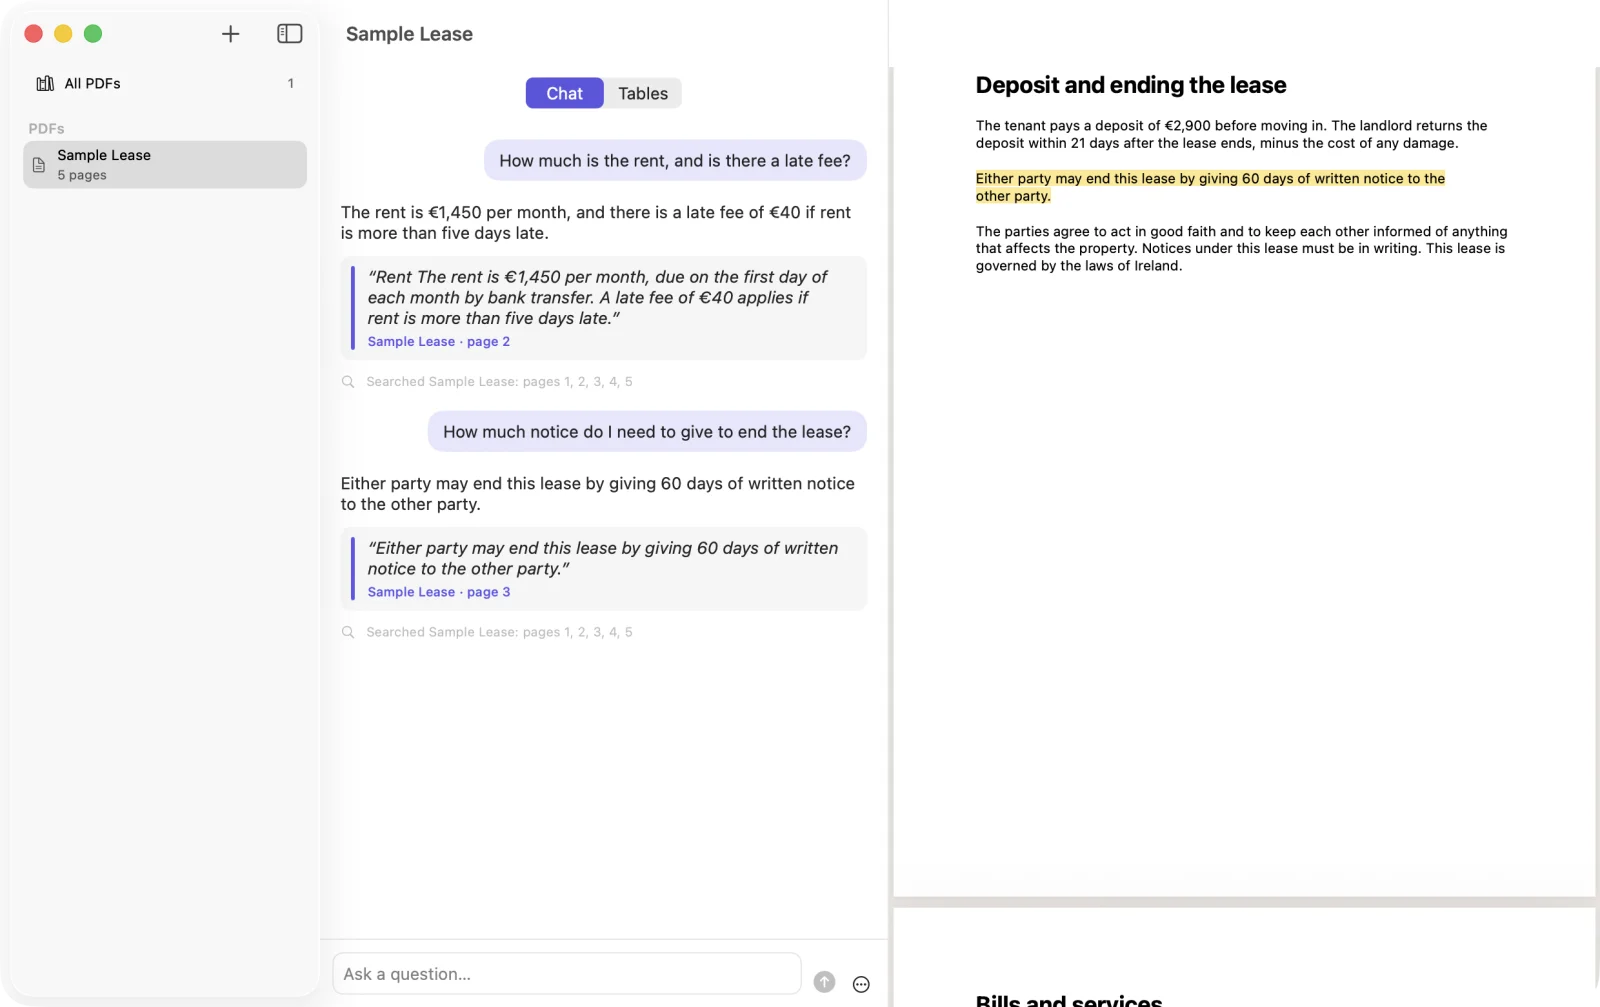 All PDFs
1
PDFs
Sample Lease
5 pages
Sample Lease
Chat
Tables
How much is the rent, and is there a late fee?
The rent is €1,450 per month, and there is a late fee of €40 if rent
is more than five days late.
“Rent The rent is €1,450 per month, due on the first day of
each month by bank transfer. A late fee of €40 applies if
rent is more than five days late.”
Sample Lease · page 2
Searched Sample Lease: pages 1, 2, 3, 4, 5
How much notice do I need to give to end the lease?
Either party may end this lease by giving 60 days of written notice
to the other party.
“Either party may end this lease by giving 60 days of written
notice to the other party.”
Sample Lease · page 3
Searched Sample Lease: pages 1, 2, 3, 4, 5
Ask a question...
Deposit and ending the lease
The tenant pays a deposit of €2,900 before moving in. The landlord returns the
deposit within 21 days after the lease ends, minus the cost of any damage.
Either party may end this lease by giving 60 days of written notice to the
other party.
The parties agree to act in good faith and to keep each other informed of anything
that affects the property. Notices under this lease must be in writing. This lease is
governed by the laws of Ireland.
Bills and services